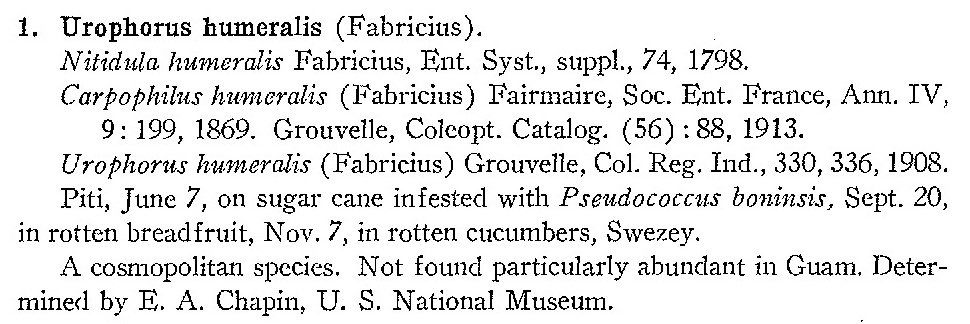 1. Urophorus humeralis (Fabricius).
Nitidula humeralis Fabricius, Ent. Syst., suppl., 74, 1798.
Carpophilus humeralis (Fabricius) Fairmaire, Soc. Ent. France, Ann. IV,
9: 199, 1869. Grouvelle, Coleopt. Catalog. (56) : 88, 1913.
Urophorus humeralis (Fabricius) Grouvelle, Col. Reg. Ind., 330, 336, 1908.
Piti, June 7, on sugar cane infested with Pseudococcus boninsis, Sept. 20,
in rotten breadfruit, Nov. 7, in rotten cucumbers, Swezey.
A cosmopolitan species. Not found particularly abundant in Guam. Deter-
mined by E. A. Chapin, U. S. National Museum.